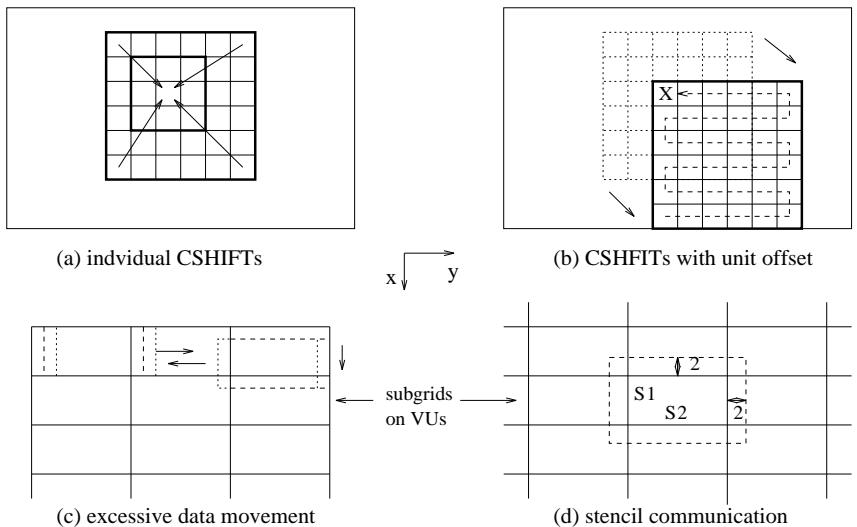 X
(a) indvidual CSHIFTs
(b) CSHFITs with unit offset
x
y
2
S1
S2
2
subgrids
on VUs
(c) excessive data movement
(d) stencil communication